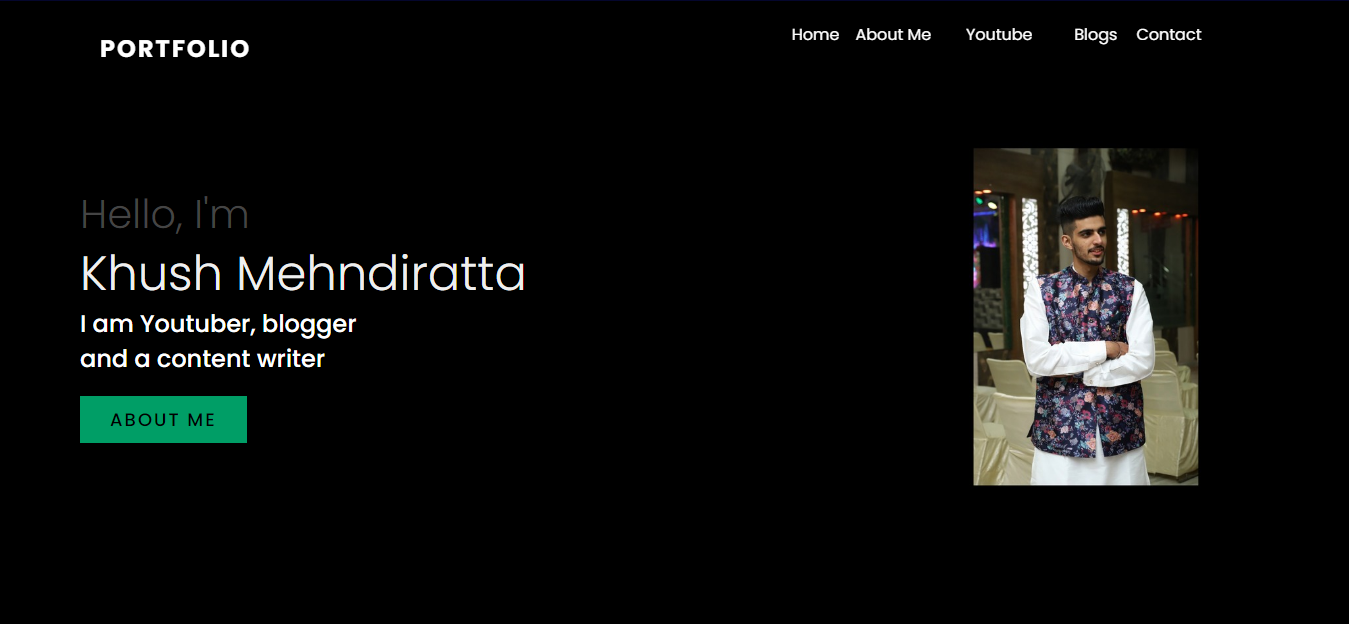 PORTFOLIO
Home About Me Youtube Blogs Contact
Hello, I'm
Khush Mehndiratta
I am Youtuber, blogger
and a content writer
ABOUT ME